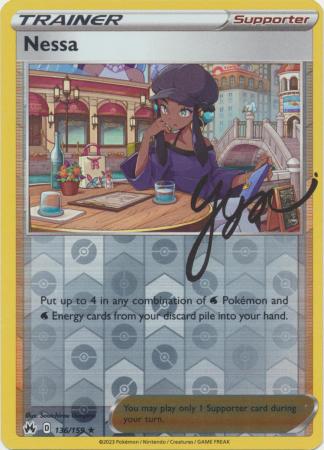 TRAINER
Supporter
Nessa
Put up to 4 in any combination of Pokémon and
Energy cards from your discard pile into your hand.
You may play only 1 Supporter card during
your turn.
Illus.
D
136/159 ★
©2023 Pokémon / Nintendo / Creatures / GAME FREAK